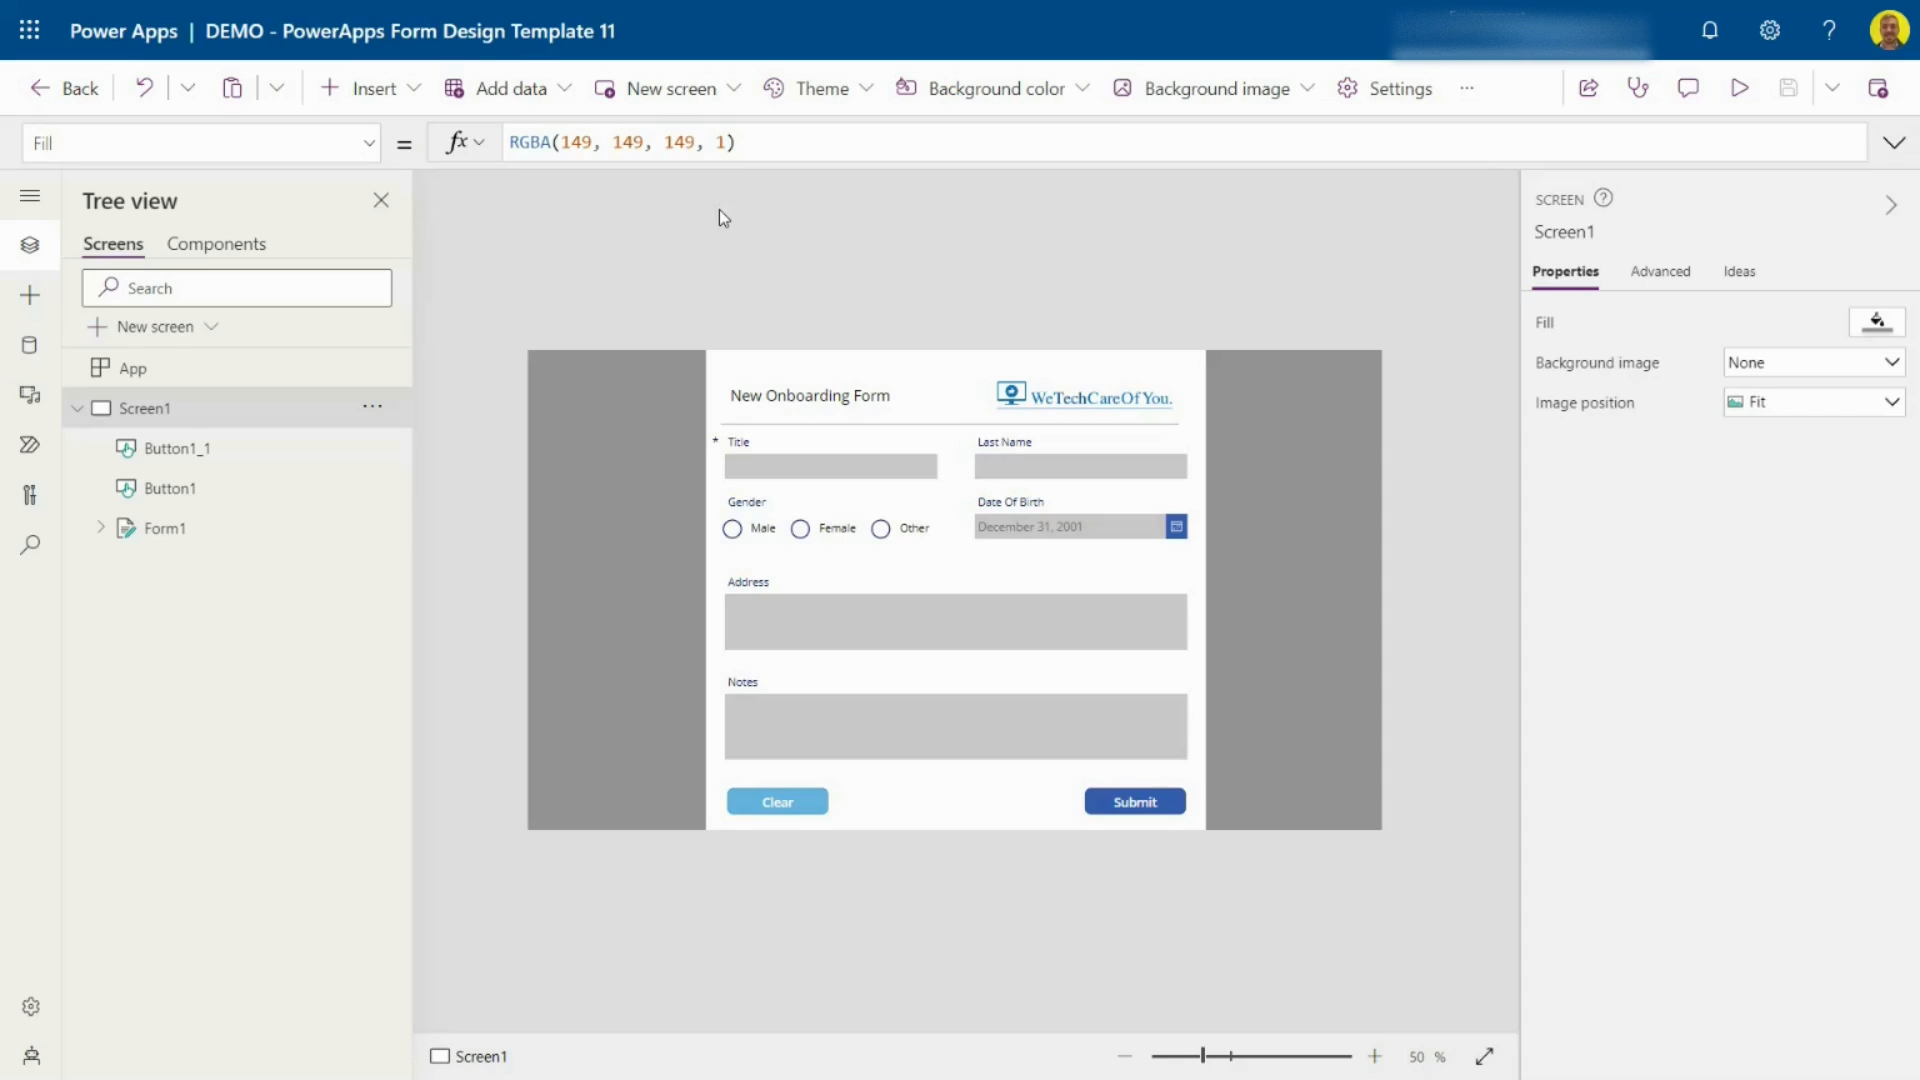 Power Apps | DEMO - PowerApps Form Design Template 11
Back Insert Add data New screen Theme Background color Background image Settings ...
Fill = fx RGBA(149, 149, 149, 1)
Tree view
Screens Components
Search
New screen
App
Screen1 ...
Button1_1
Button1
Form1
New Onboarding Form WeTechCareOfYou.
* Title Last Name
Gender Date Of Birth
Male Female Other December 31, 2001
Address
Notes
Clear Submit
SCREEN ?
Screen1
Properties Advanced Ideas
Fill
Background image None
Image position Fit
Screen1 50 %